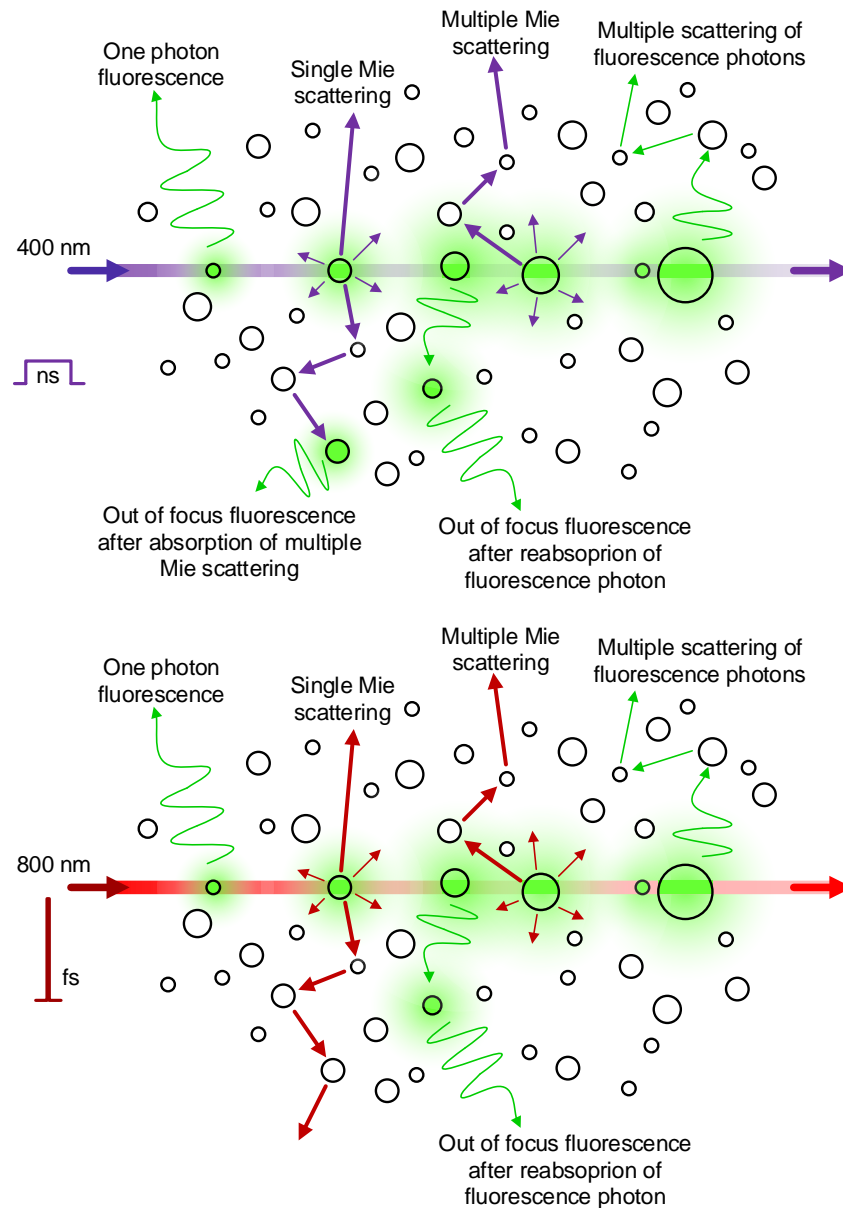 One photon
fluorescence
Single Mie
scattering
Multiple Mie
scattering
Multiple scattering of
fluorescence photons
400 nm
ns
Out of focus fluorescence
after absorption of multiple
Mie scattering
Out of focus fluorescence
after reabsoprion of
fluorescence photon
One photon
fluorescence
Single Mie
scattering
Multiple Mie
scattering
Multiple scattering of
fluorescence photons
800 nm
fs
Out of focus fluorescence
after reabsoprion of
fluorescence photon